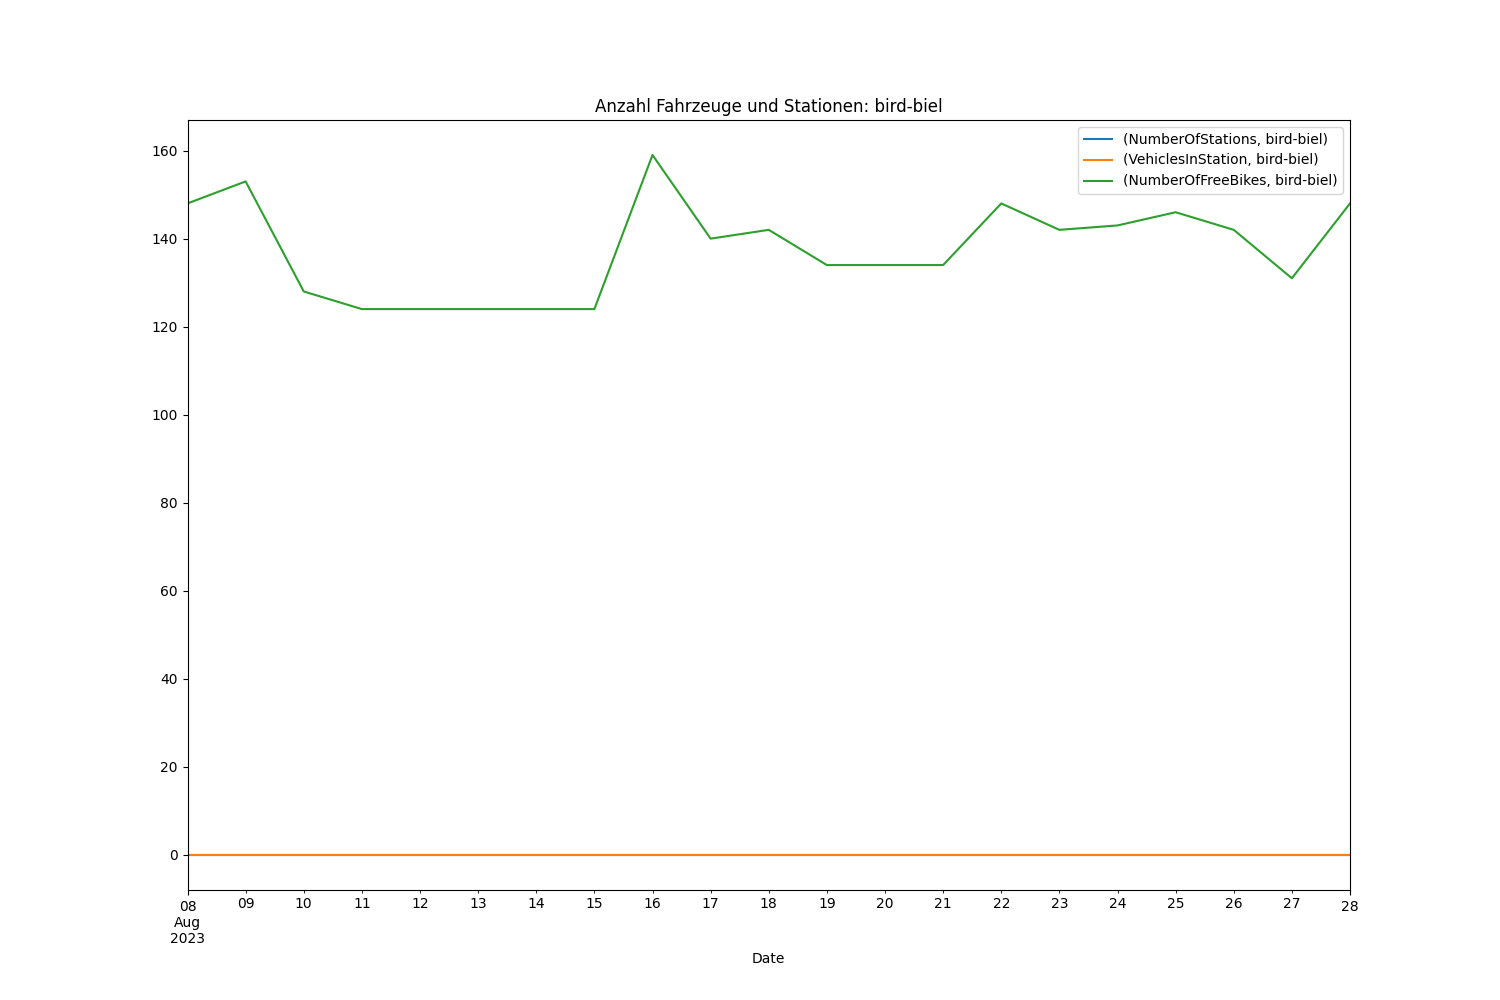 Anzahl Fahrzeuge und Stationen: bird-biel
(NumberOfStations, bird-biel)
(VehiclesInStation, bird-biel)
(NumberOfFreeBikes, bird-biel)
160
140
120
100
80
60
40
20
0
08 09 10 11 12 13 14 15 16 17 18 19 20 21 22 23 24 25 26 27 28
Aug
2023
Date